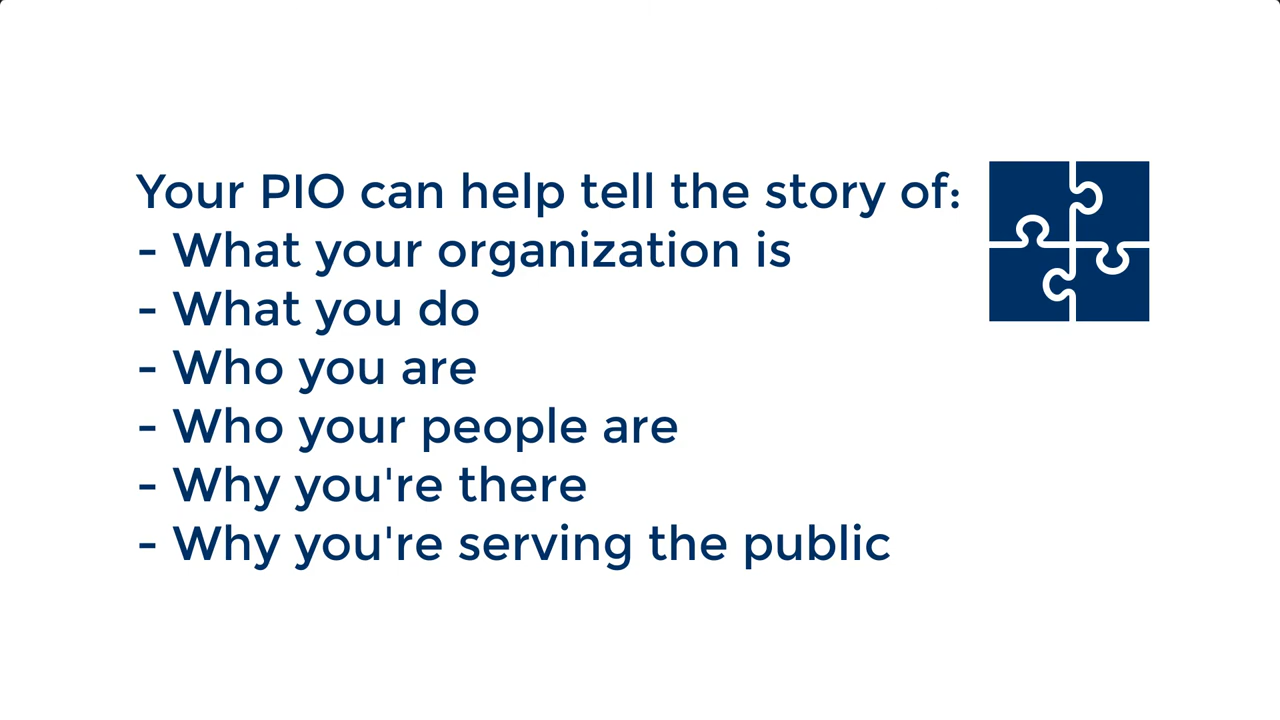 Your PIO can help tell the story of:
- What your organization is
- What you do
- Who you are
- Who your people are
- Why you're there
- Why you're serving the public